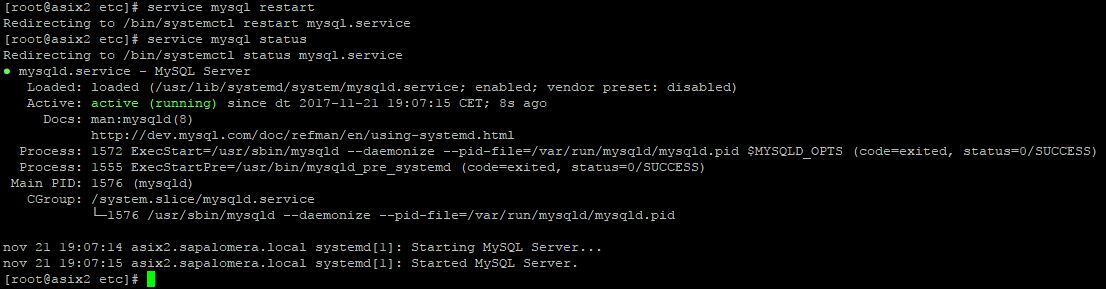 [root@asix2 etc]# service mysql restart
Redirecting to /bin/systemctl restart mysql.service
[root@asix2 etc]# service mysql status
Redirecting to /bin/systemctl status mysql.service
● mysqld.service - MySQL Server
   Loaded: loaded (/usr/lib/systemd/system/mysqld.service; enabled; vendor preset: disabled)
   Active: active (running) since dt 2017-11-21 19:07:15 CET; 8s ago
     Docs: man:mysqld(8)
           http://dev.mysql.com/doc/refman/en/using-systemd.html
  Process: 1572 ExecStart=/usr/sbin/mysqld --daemonize --pid-file=/var/run/mysqld/mysqld.pid $MYSQLD_OPTS (code=exited, status=0/SUCCESS)
  Process: 1555 ExecStartPre=/usr/bin/mysqld_pre_systemd (code=exited, status=0/SUCCESS)
 Main PID: 1576 (mysqld)
   CGroup: /system.slice/mysqld.service
           └─1576 /usr/sbin/mysqld --daemonize --pid-file=/var/run/mysqld/mysqld.pid

nov 21 19:07:14 asix2.sapalomera.local systemd[1]: Starting MySQL Server...
nov 21 19:07:15 asix2.sapalomera.local systemd[1]: Started MySQL Server.
[root@asix2 etc]#